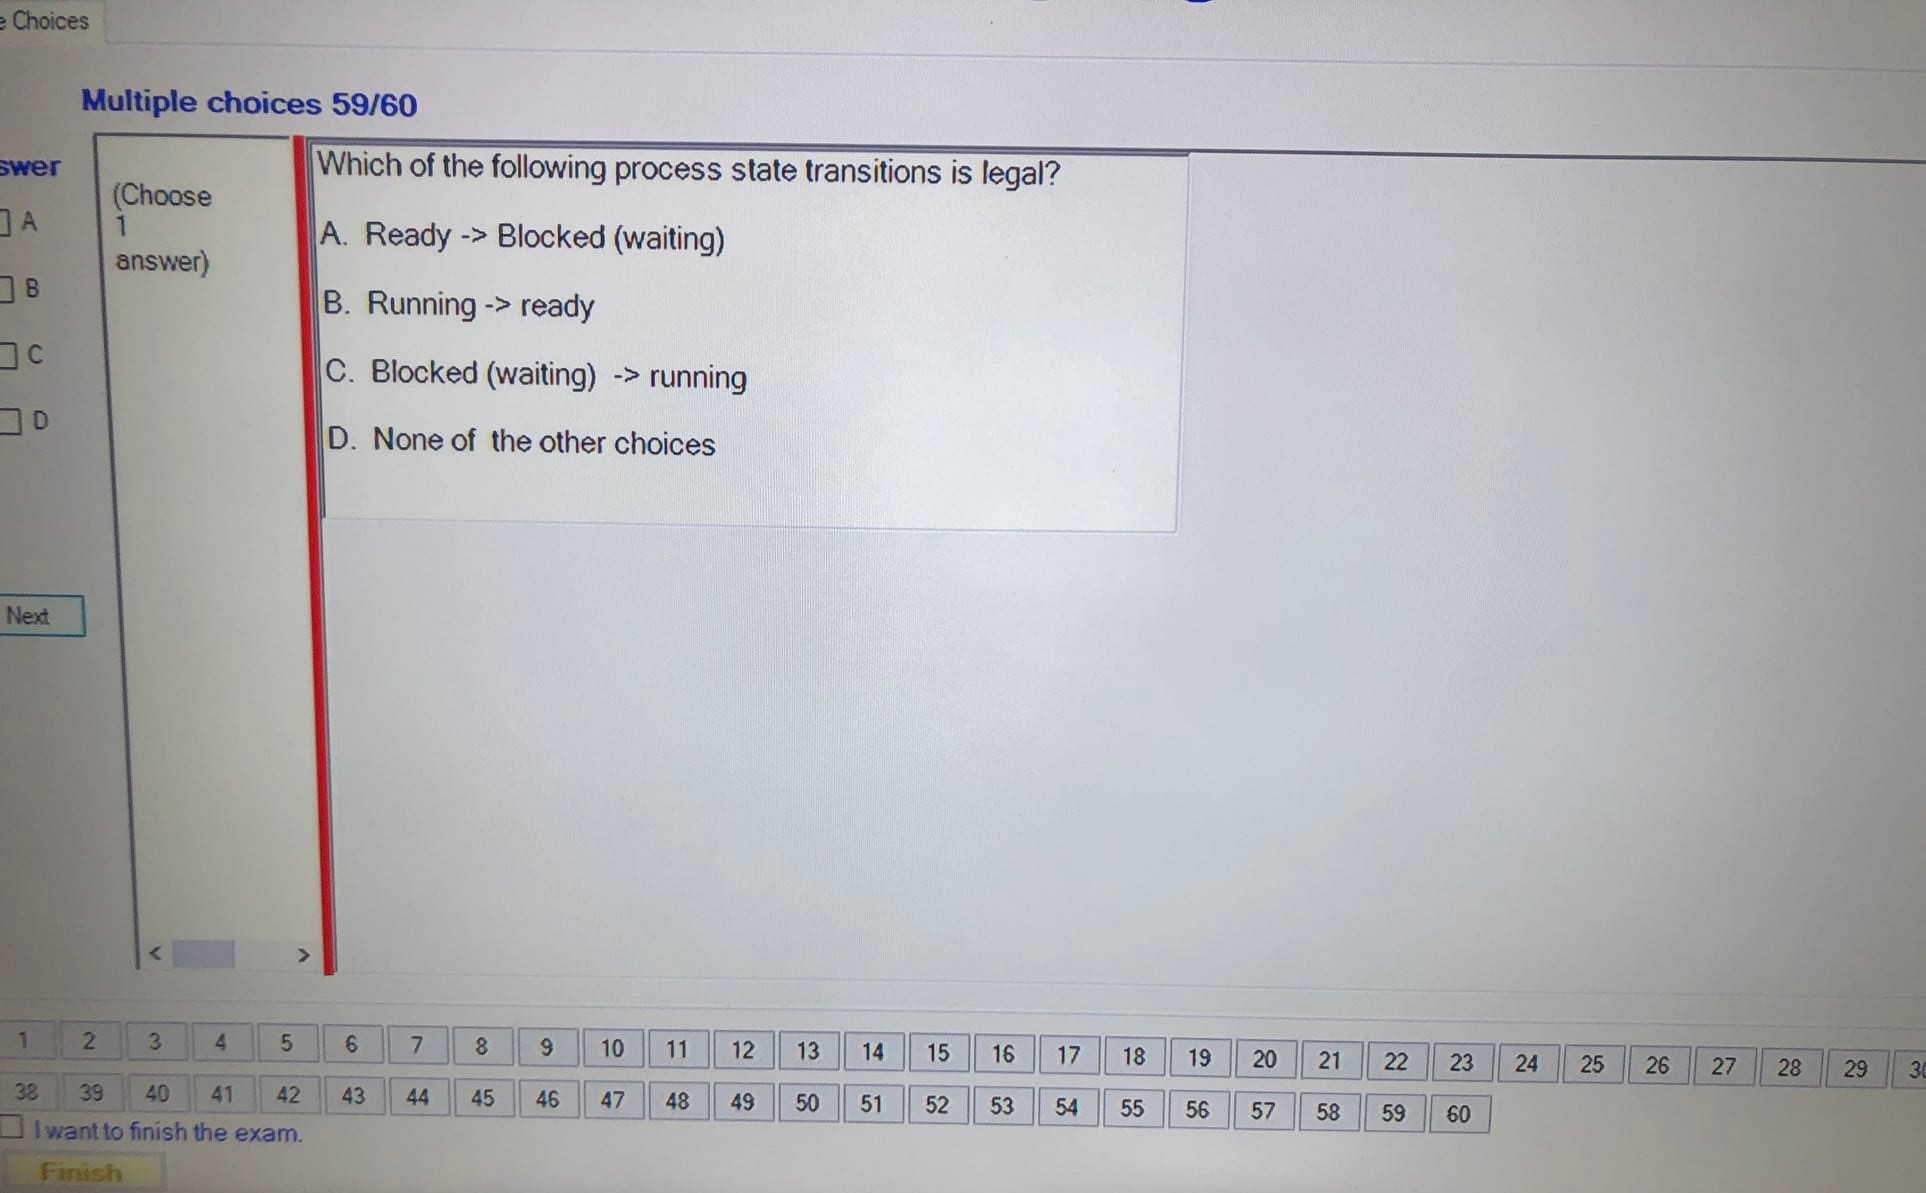 Choices
Multiple choices 59/60
swer
A
B
C
D
(Choose
1
answer)
Which of the following process state transitions is legal?
A. Ready -> Blocked (waiting)
B. Running -> ready
C. Blocked (waiting) -> running
D. None of the other choices
Next
< >
1 2 3 4 5 6 7 8 9 10 11 12 13 14 15 16 17 18 19 20 21 22 23 24 25 26 27 28 29
38 39 40 41 42 43 44 45 46 47 48 49 50 51 52 53 54 55 56 57 58 59 60
I want to finish the exam.
Finish